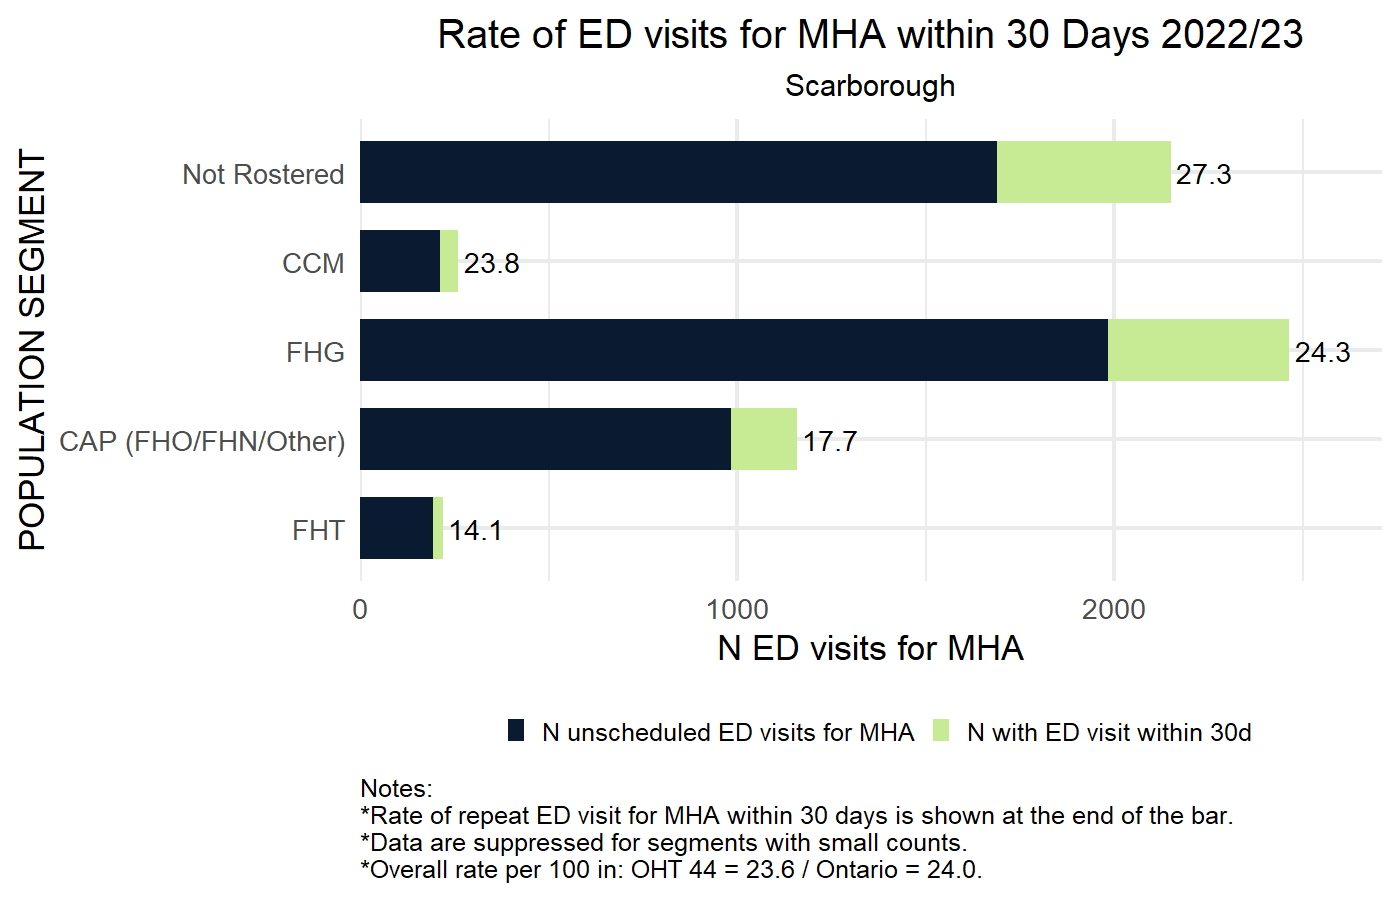 Rate of ED visits for MHA within 30 Days 2022/23
Scarborough
POPULATION SEGMENT
Not Rostered
27.3
CCM
23.8
FHG
24.3
CAP (FHO/FHN/Other)
17.7
FHT
14.1
0
1000
2000
N ED visits for MHA
N unscheduled ED visits for MHA
N with ED visit within 30d
Notes:
*Rate of repeat ED visit for MHA within 30 days is shown at the end of the bar.
*Data are suppressed for segments with small counts.
*Overall rate per 100 in: OHT 44 = 23.6 / Ontario = 24.0.